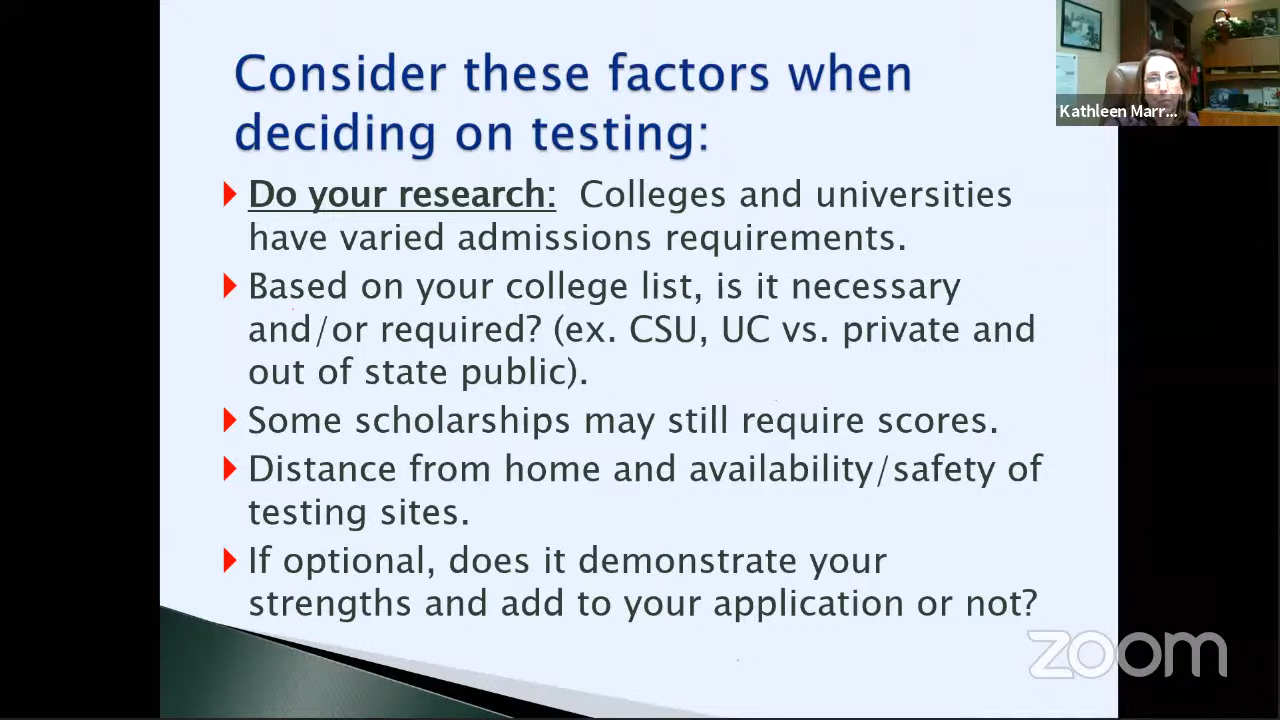 Consider these factors when
deciding on testing:
Do your research: Colleges and universities
have varied admissions requirements.
Based on your college list, is it necessary
and/or required? (ex. CSU, UC vs. private and
out of state public).
Some scholarships may still require scores.
Distance from home and availability/safety of
testing sites.
If optional, does it demonstrate your
strengths and add to your application or not?
Kathleen Marr...
zoom